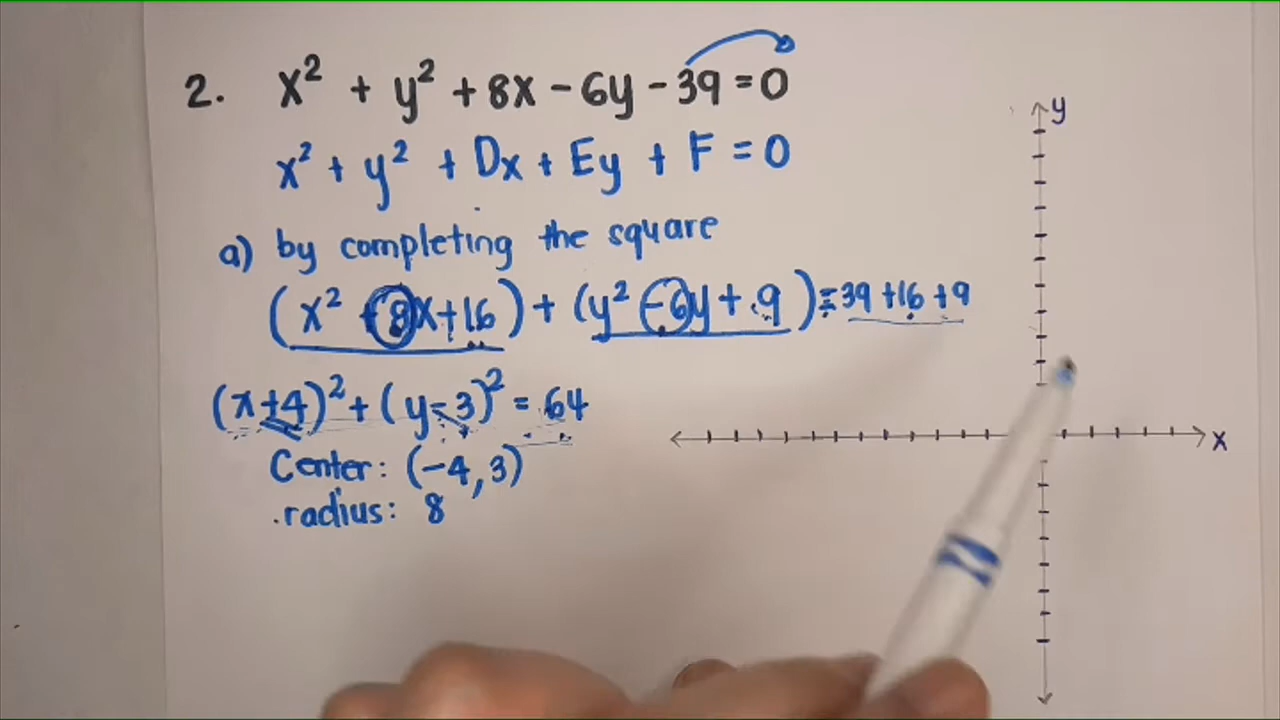 2. x² + y² + 8x - 6y - 39 = 0
x² + y² + Dx + Ey + F = 0
a) by completing the square
(x² + 8x + 16) + (y² - 6y + 9) = 39 + 16 + 9
(x + 4)² + (y - 3)² = 64
Center: (-4, 3)
radius: 8
y
x